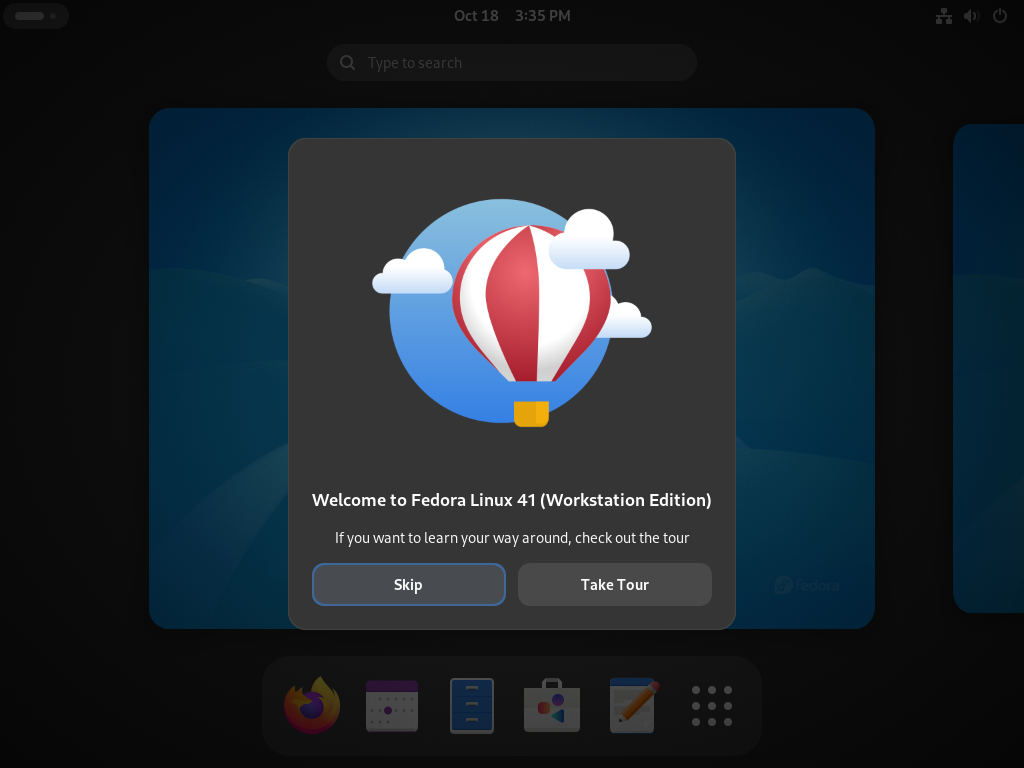 Oct 18 3:35 PM
Type to search
Welcome to Fedora Linux 41 (Workstation Edition)
If you want to learn your way around, check out the tour
Skip
Take Tour
fedora